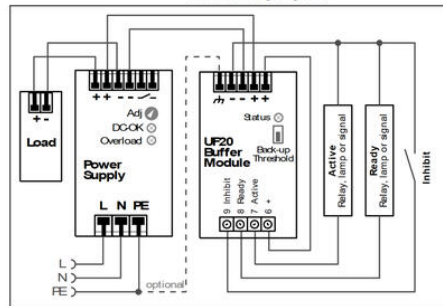 + + - -
- - + +
+ -
Load
Adj
DC-OK
Overload
Power
Supply
L N PE
Status
UF20
Buffer
Module
Back-up
Threshold
9 Inhibit
8 Ready
7 Active
6 +
Active
Relay, lamp or signal
Ready
Relay, lamp or signal
Inhibit
L
N
PE
optional